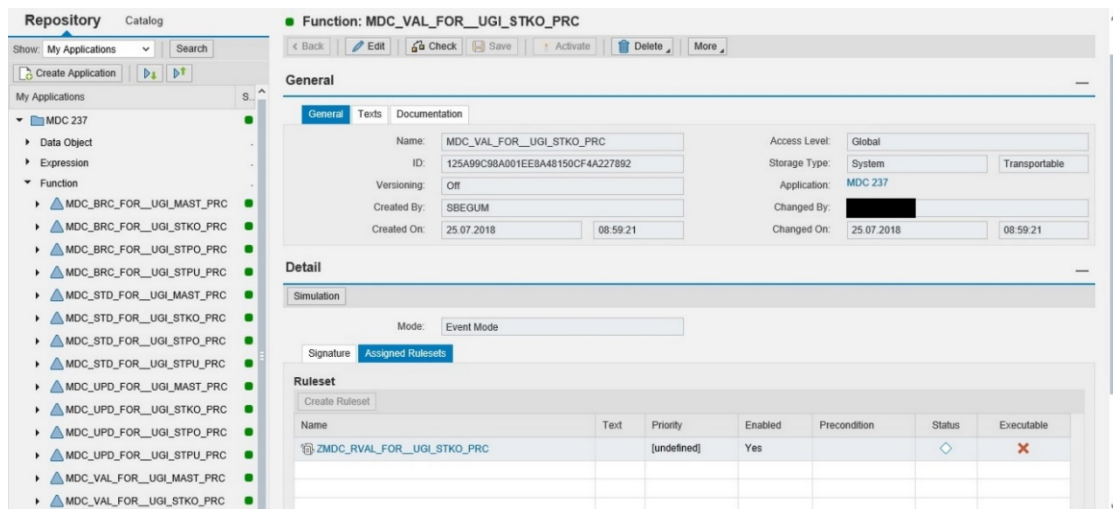 Repository Catalog
Show: My Applications Search
Create Application
My Applications S..
MDC 237
Data Object
Expression
Function
MDC_BRC_FOR__UGI_MAST_PRC
MDC_BRC_FOR__UGI_STKO_PRC
MDC_BRC_FOR__UGI_STPO_PRC
MDC_BRC_FOR__UGI_STPU_PRC
MDC_STD_FOR__UGI_MAST_PRC
MDC_STD_FOR__UGI_STKO_PRC
MDC_STD_FOR__UGI_STPO_PRC
MDC_STD_FOR__UGI_STPU_PRC
MDC_UPD_FOR__UGI_MAST_PRC
MDC_UPD_FOR__UGI_STKO_PRC
MDC_UPD_FOR__UGI_STPO_PRC
MDC_UPD_FOR__UGI_STPU_PRC
MDC_VAL_FOR__UGI_MAST_PRC
MDC_VAL_FOR__UGI_STKO_PRC
Function: MDC_VAL_FOR__UGI_STKO_PRC
< Back Edit Check Save Activate Delete More
General
General Texts Documentation
Name: MDC_VAL_FOR__UGI_STKO_PRC Access Level: Global
ID: 125A99C98A001EE8A48150CF4A227892 Storage Type: System Transportable
Versioning: Off Application: MDC 237
Created By: SBEGUM Changed By:
Created On: 25.07.2018 08:59:21 Changed On: 25.07.2018 08:59:21
Detail
Simulation
Mode: Event Mode
Signature Assigned Rulesets
Ruleset
Create Ruleset
Name Text Priority Enabled Precondition Status Executable
ZMDC_RVAL_FOR__UGI_STKO_PRC [undefined] Yes